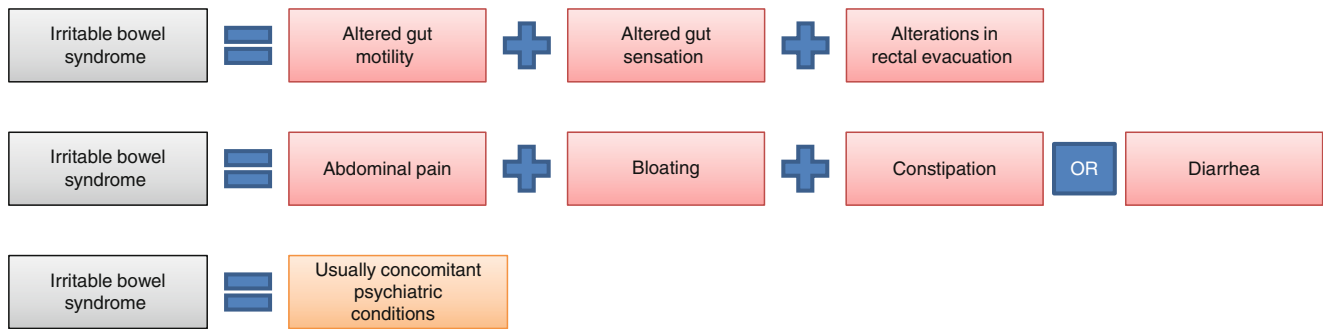 Irritable bowel
syndrome
Altered gut
motility
Altered gut
sensation
Alterations in
rectal evacuation
Irritable bowel
syndrome
Abdominal pain
Bloating
Constipation
OR
Diarrhea
Irritable bowel
syndrome
Usually concomitant
psychiatric
conditions